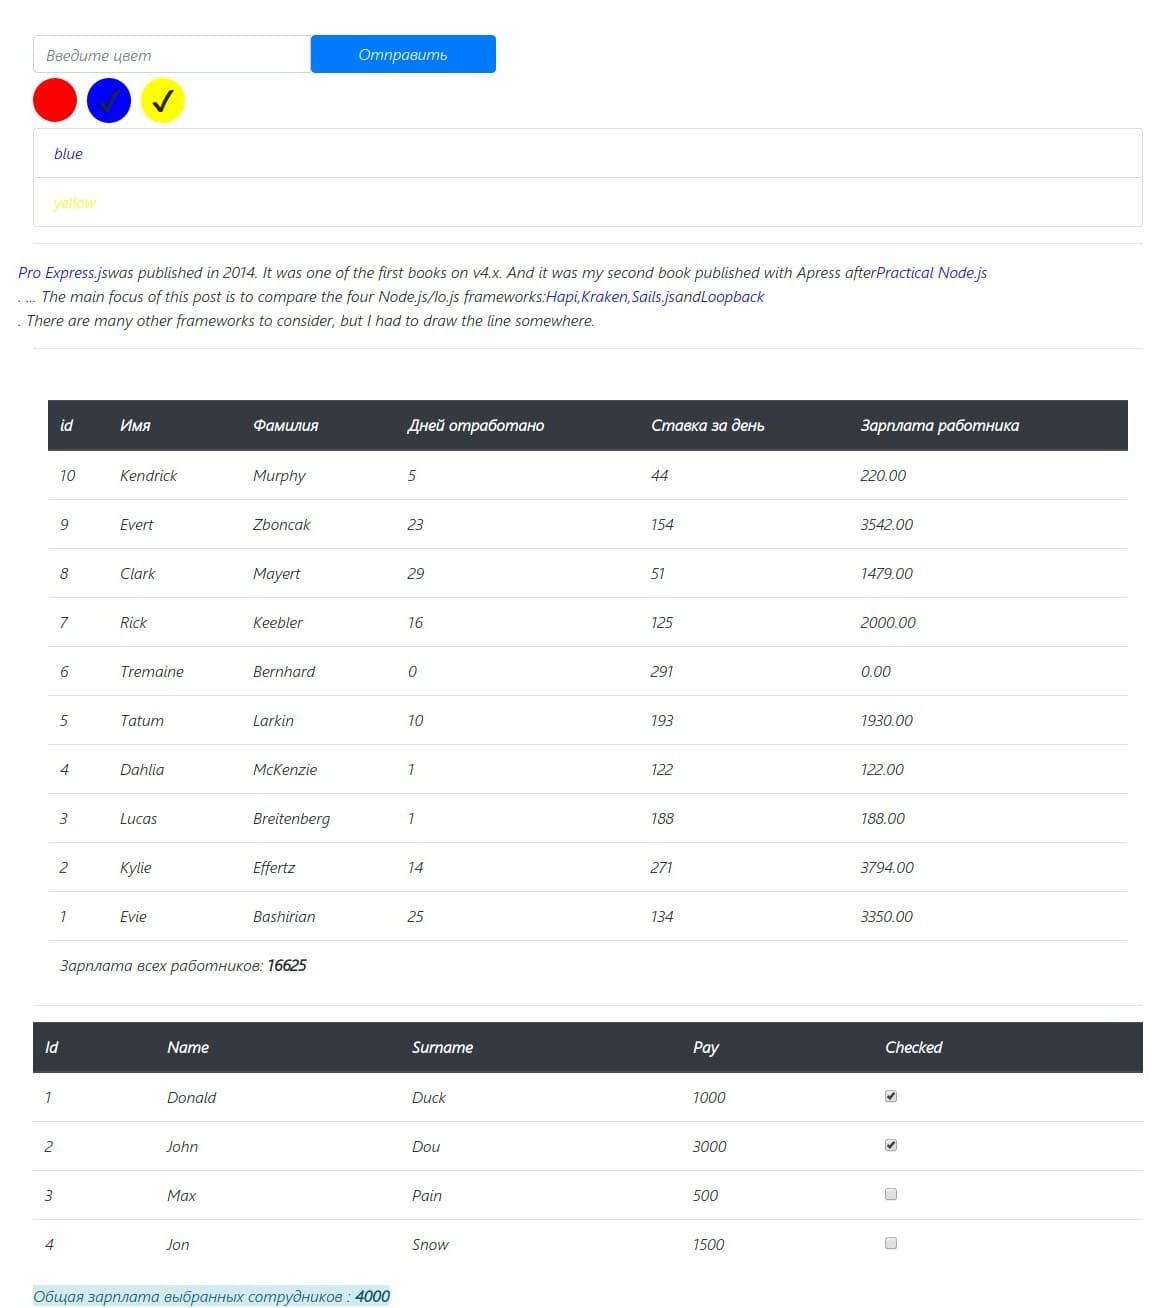 Введите цвет Отправить
blue
yellow
Pro Express.jswas published in 2014. It was one of the first books on v4.x. And it was my second book published with Apress afterPractical Node.js
. ... The main focus of this post is to compare the four Node.js/Io.js frameworks:Hapi,Kraken,Sails.jsandLoopback
. There are many other frameworks to consider, but I had to draw the line somewhere.
id Имя Фамилия Дней отработано Ставка за день Зарплата работника
10 Kendrick Murphy 5 44 220.00
9 Evert Zboncak 23 154 3542.00
8 Clark Mayert 29 51 1479.00
7 Rick Keebler 16 125 2000.00
6 Tremaine Bernhard 0 291 0.00
5 Tatum Larkin 10 193 1930.00
4 Dahlia McKenzie 1 122 122.00
3 Lucas Breitenberg 1 188 188.00
2 Kylie Effertz 14 271 3794.00
1 Evie Bashirian 25 134 3350.00
Зарплата всех работников: 16625
Id Name Surname Pay Checked
1 Donald Duck 1000
2 John Dou 3000
3 Max Pain 500
4 Jon Snow 1500
Общая зарплата выбранных сотрудников : 4000